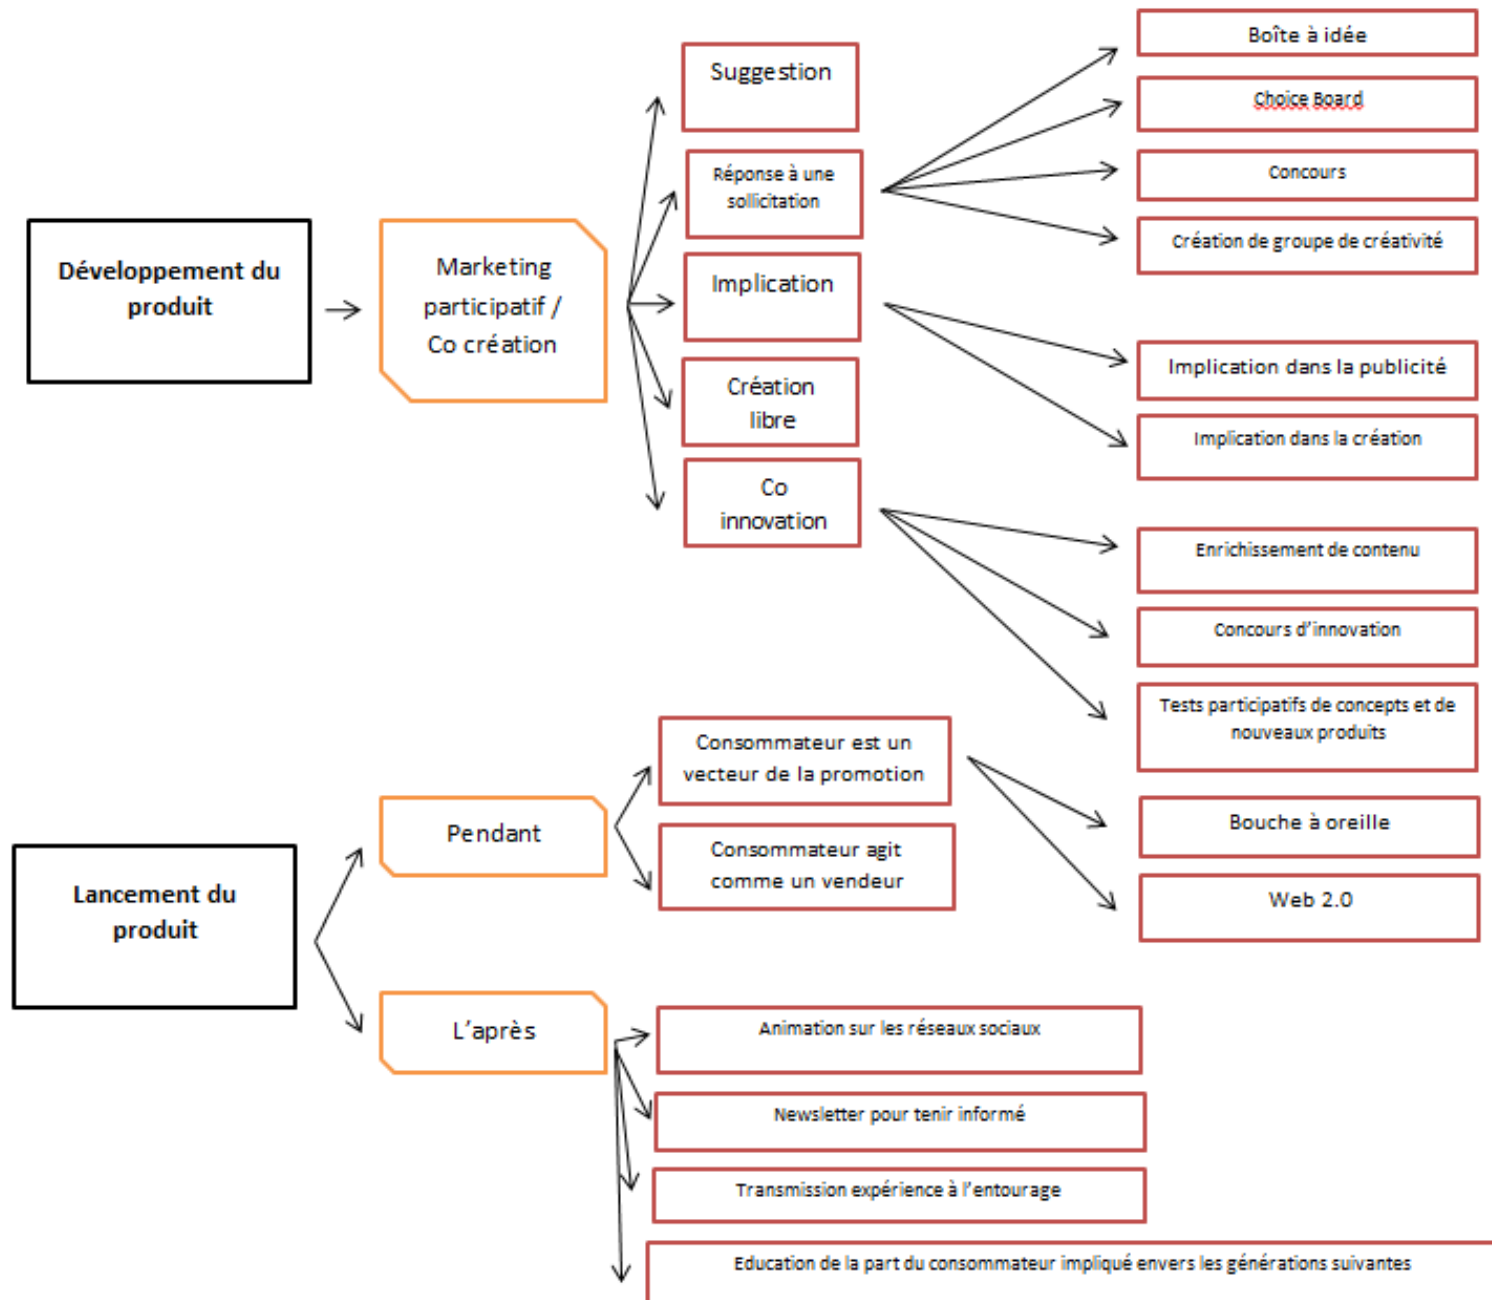 Développement du
produit
Marketing
participatif /
Co création
Suggestion
Réponse à une
sollicitation
Implication
Création
libre
Co
innovation
Boîte à idée
Choice Board
Concours
Création de groupe de créativité
Implication dans la publicité
Implication dans la création
Enrichissement de contenu
Concours d'innovation
Tests participatifs de concepts et de
nouveaux produits
Lancement du
produit
Pendant
Consommateur est un
vecteur de la promotion
Consommateur agit
comme un vendeur
Bouche à oreille
Web 2.0
L'après
Animation sur les réseaux sociaux
Newsletter pour tenir informé
Transmission expérience à l'entourage
Education de la part du consommateur impliqué envers les générations suivantes